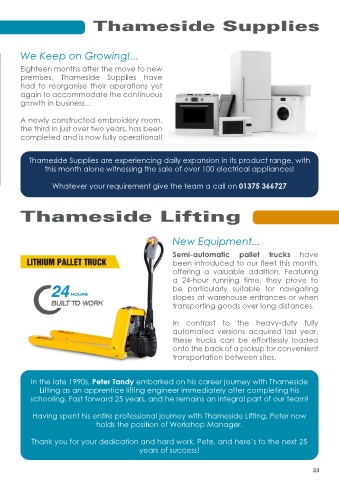 Thameside Supplies
We Keep on Growing!...
Eighteen months after the move to new
premises, Thameside Supplies have
had to reorganise their operations yet
again to accommodate the continuous
growth in business...
A newly constructed embroidery room,
the third in just over two years, has been
completed and is now fully operational!
Thameside Supplies are experiencing daily expansion in its product range, with
this month alone witnessing the sale of over 100 electrical appliances!
Whatever your requirement give the team a call on 01375 366727
Thameside Lifting
New Equipment...
LITHIUM PALLET TRUCK
24 HOURS
BUILT TO WORK
Semi-automatic pallet trucks have
been introduced to our fleet this month,
offering a valuable addition. Featuring
a 24-hour running time, they prove to
be particularly suitable for navigating
slopes at warehouse entrances or when
transporting goods over long distances.
In contrast to the heavy-duty fully
automated versions acquired last year,
these trucks can be effortlessly loaded
onto the back of a pickup for convenient
transportation between sites.
In the late 1990s, Peter Tandy embarked on his career journey with Thameside
Lifting as an apprentice lifting engineer immediately after completing his
schooling. Fast forward 25 years, and he remains an integral part of our team!
Having spent his entire professional journey with Thameside Lifting, Peter now
holds the position of Workshop Manager.
Thank you for your dedication and hard work, Pete, and here's to the next 25
years of success!
23